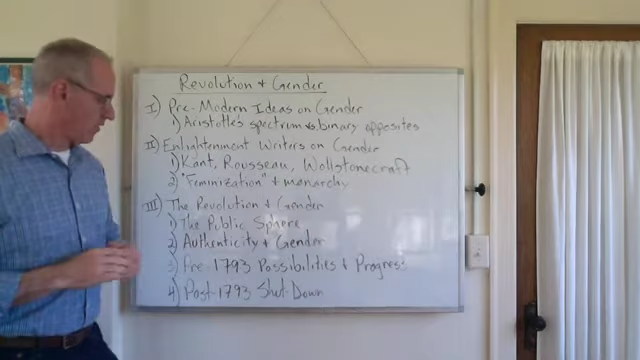 Revolution & Gender
I) Pre-Modern Ideas on Gender
1) Aristotle's spectrum vs binary opposites
II) Enlightenment Writers on Gender
1) Kant, Rousseau, Wollstonecraft
2) "Feminization" & monarchy
III) The Revolution & Gender
1) The Public Sphere
2) Authenticity & Gender
3) Pre-1793 Possibilities & Progress
4) Post-1793 Shut Down